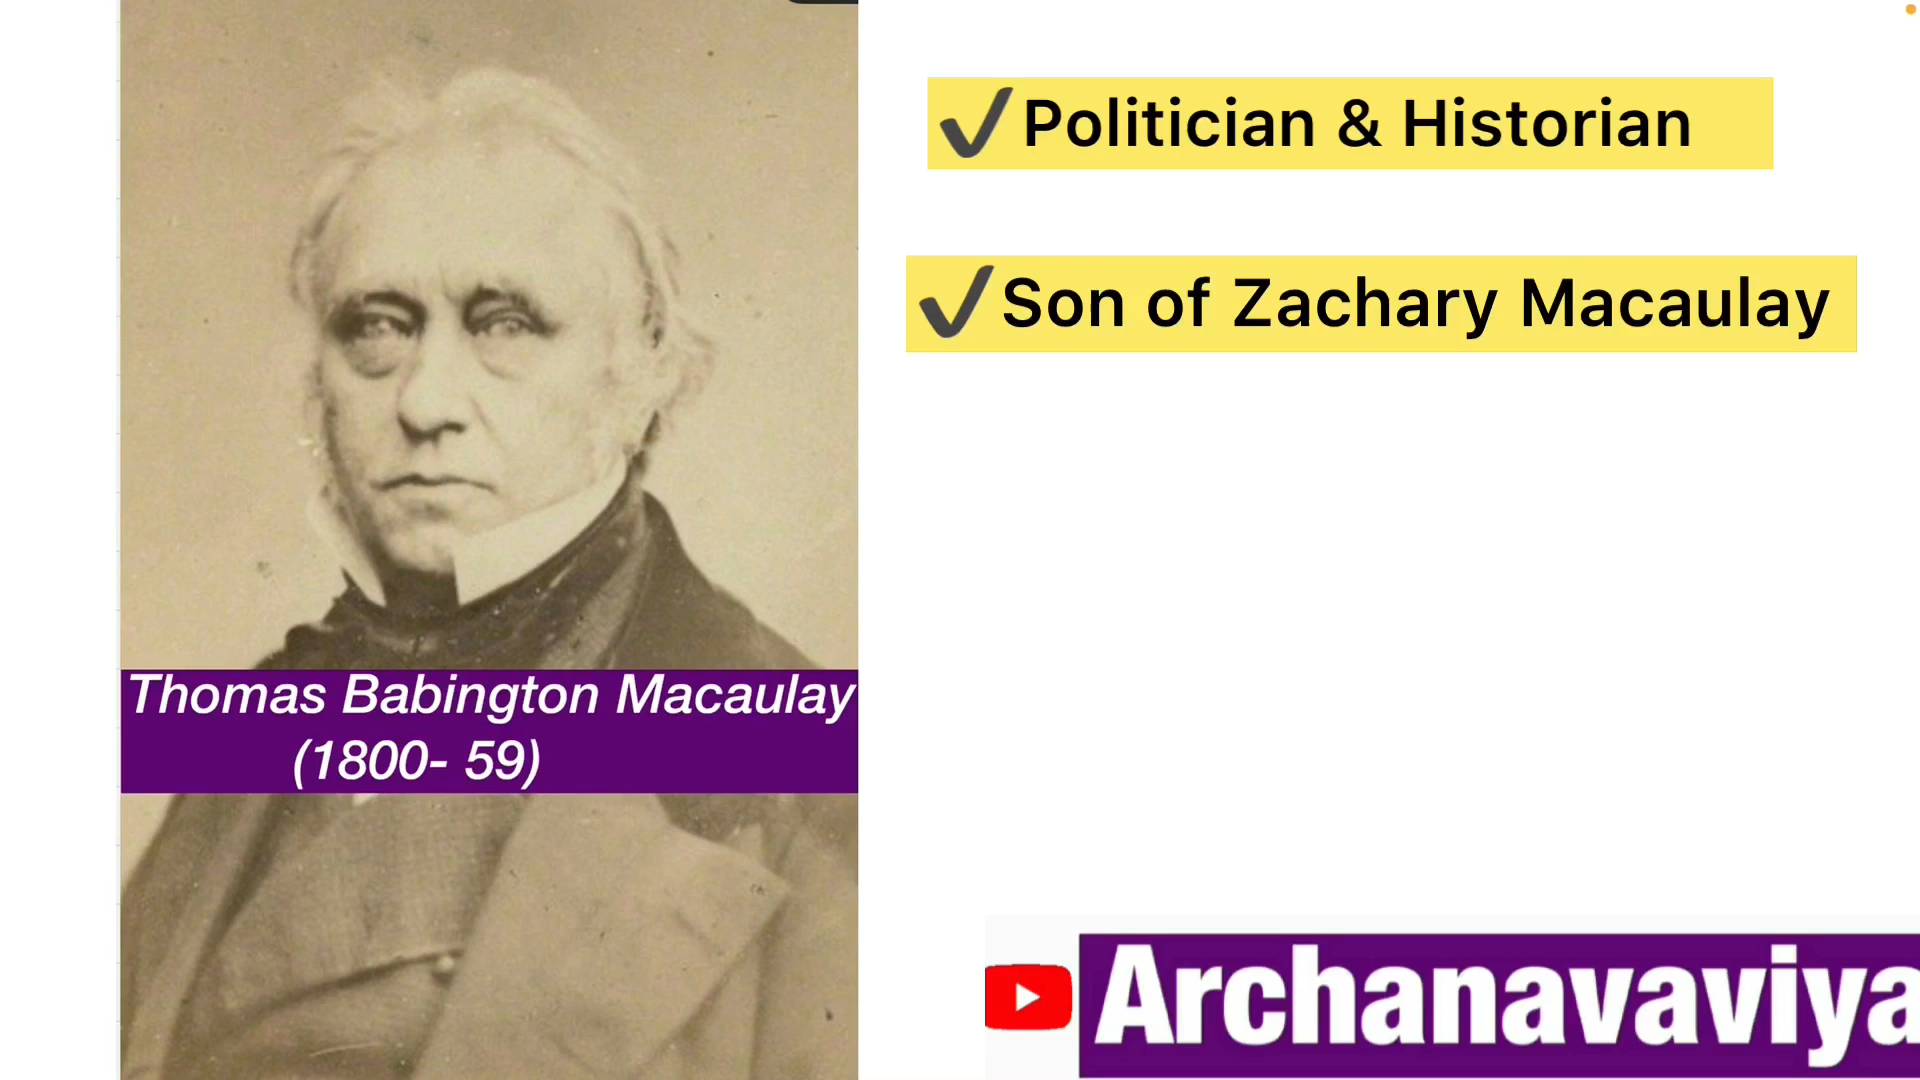 ✔Politician & Historian
✔Son of Zachary Macaulay
Thomas Babington Macaulay
(1800- 59)
Archanavaviya